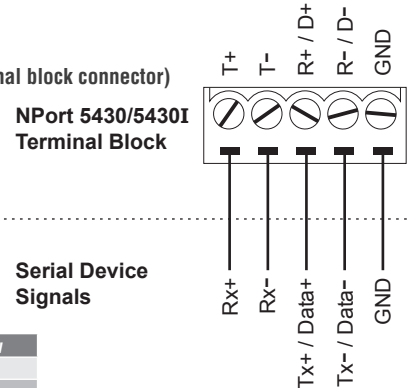 T+
T-
R+ / D+
R- / D-
GND
nal block connector)
NPort 5430/5430I
Terminal Block
Serial Device
Signals
Rx+
Rx-
Tx+ / Data+
Tx- / Data-
GND